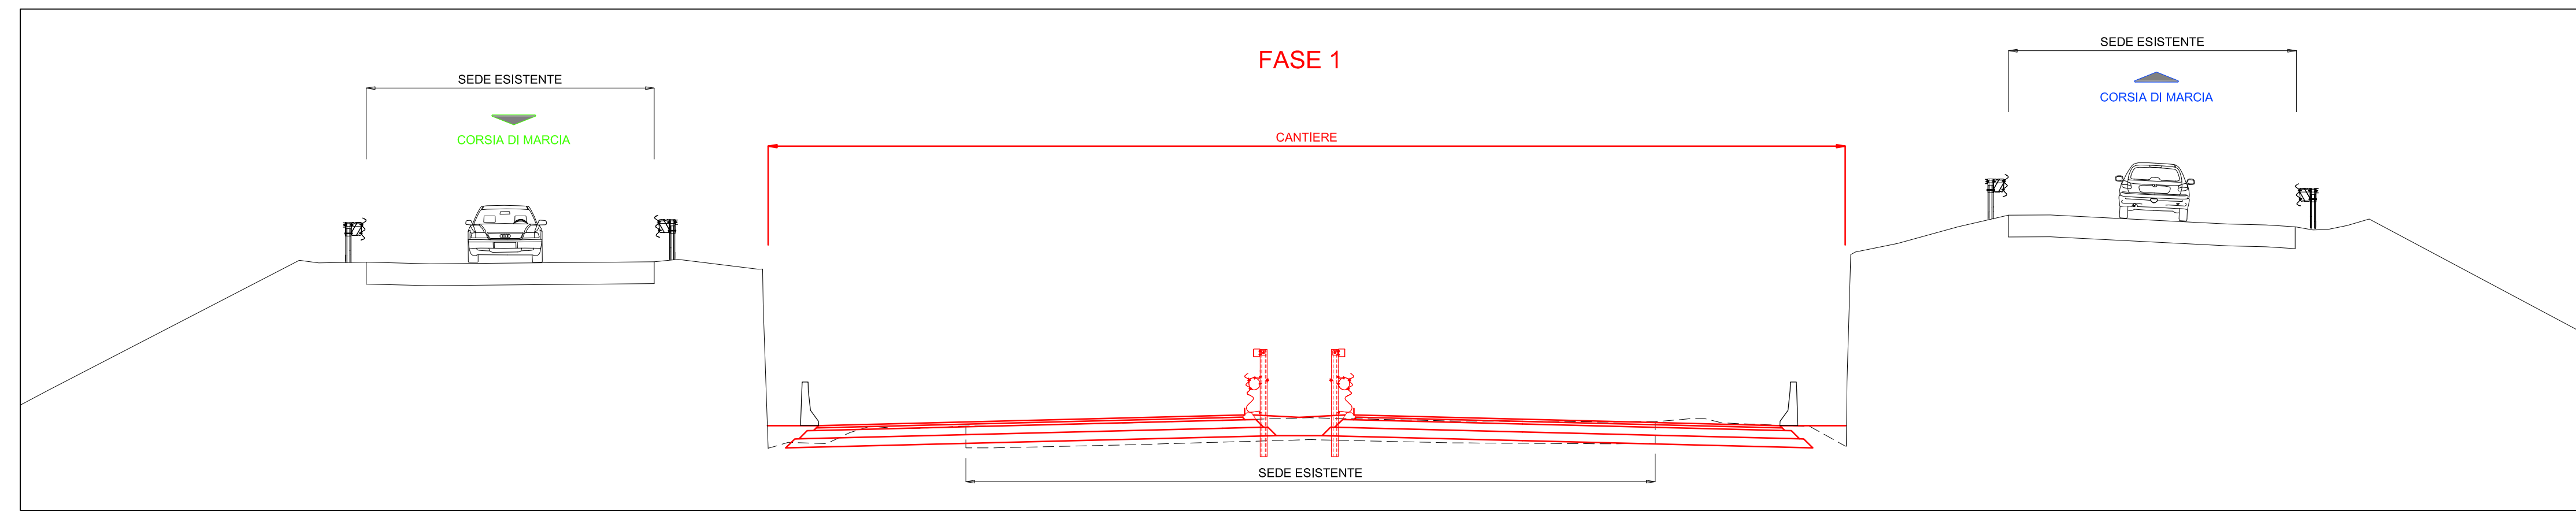 FASE 1
SEDE ESISTENTE
CORSIA DI MARCIA
CANTIERE
SEDE ESISTENTE
CORSIA DI MARCIA
SEDE ESISTENTE